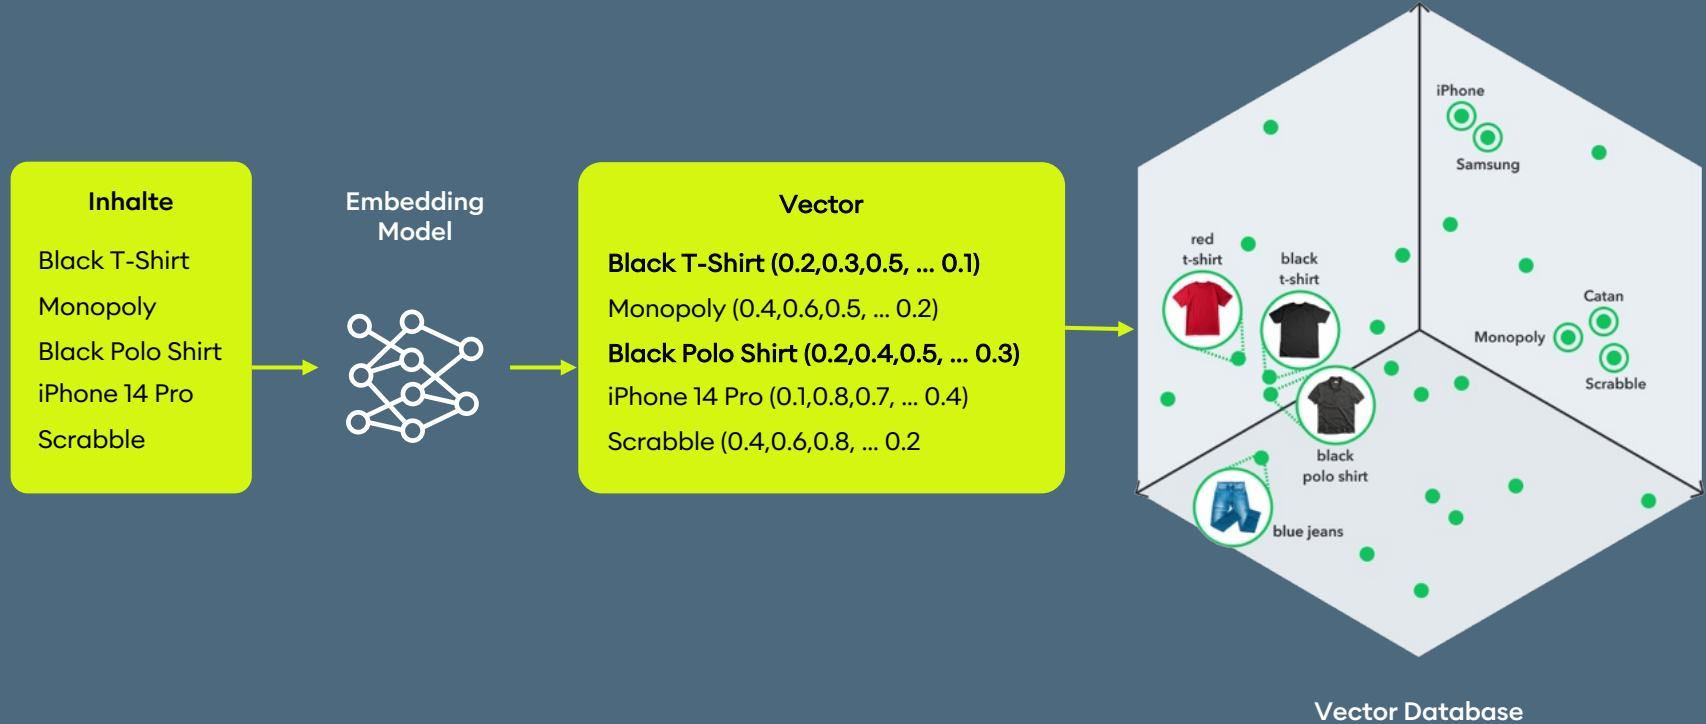 Inhalte
Black T-Shirt
Monopoly
Black Polo Shirt
iPhone 14 Pro
Scrabble
Embedding
Model
Vector
Black T-Shirt (0.2,0.3,0.5, ... 0.1)
Monopoly (0.4,0.6,0.5, ... 0.2)
Black Polo Shirt (0.2,0.4,0.5, ... 0.3)
iPhone 14 Pro (0.1,0.8,0.7, ... 0.4)
Scrabble (0.4,0.6,0.8, ... 0.2
iPhone
Samsung
red
t-shirt
black
t-shirt
Catan
Monopoly
Scrabble
black
polo shirt
blue jeans
Vector Database